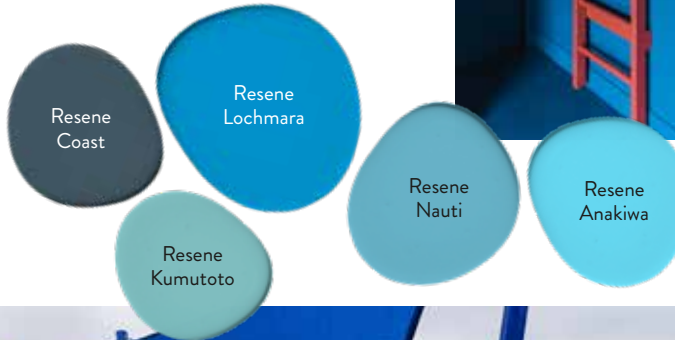 Resene
Coast
Resene
Lochmara
Resene
Nauti
Resene
Anakiwa
Resene
Kumutoto